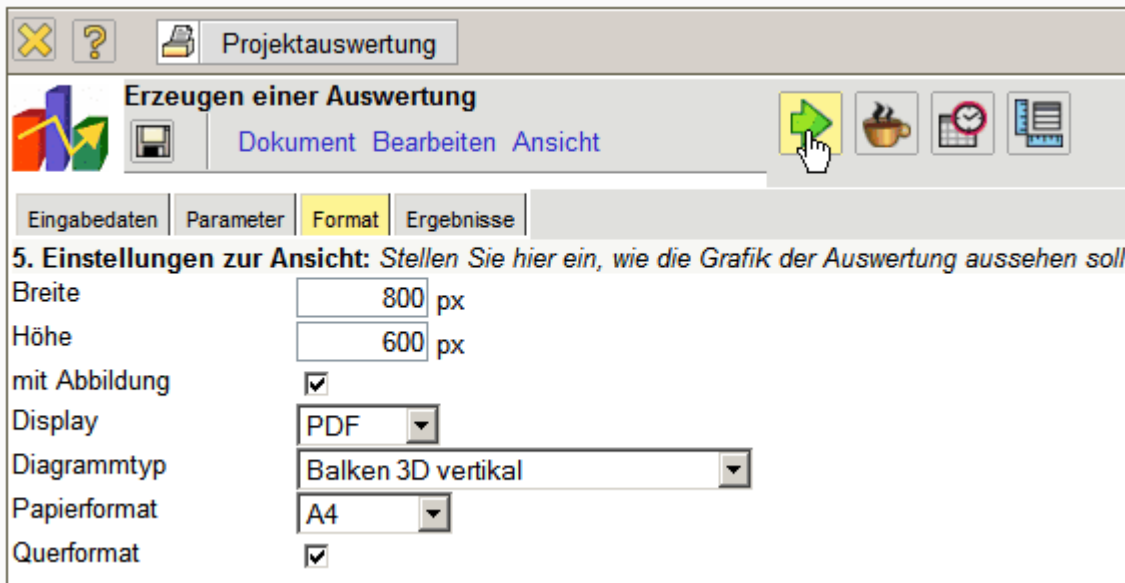 Projektauswertung
Erzeugen einer Auswertung
Dokument Bearbeiten Ansicht
Eingabedaten Parameter Format Ergebnisse
5. Einstellungen zur Ansicht: Stellen Sie hier ein, wie die Grafik der Auswertung aussehen soll
Breite 800 px
Höhe 600 px
mit Abbildung
Display PDF
Diagrammtyp Balken 3D vertikal
Papierformat A4
Querformat